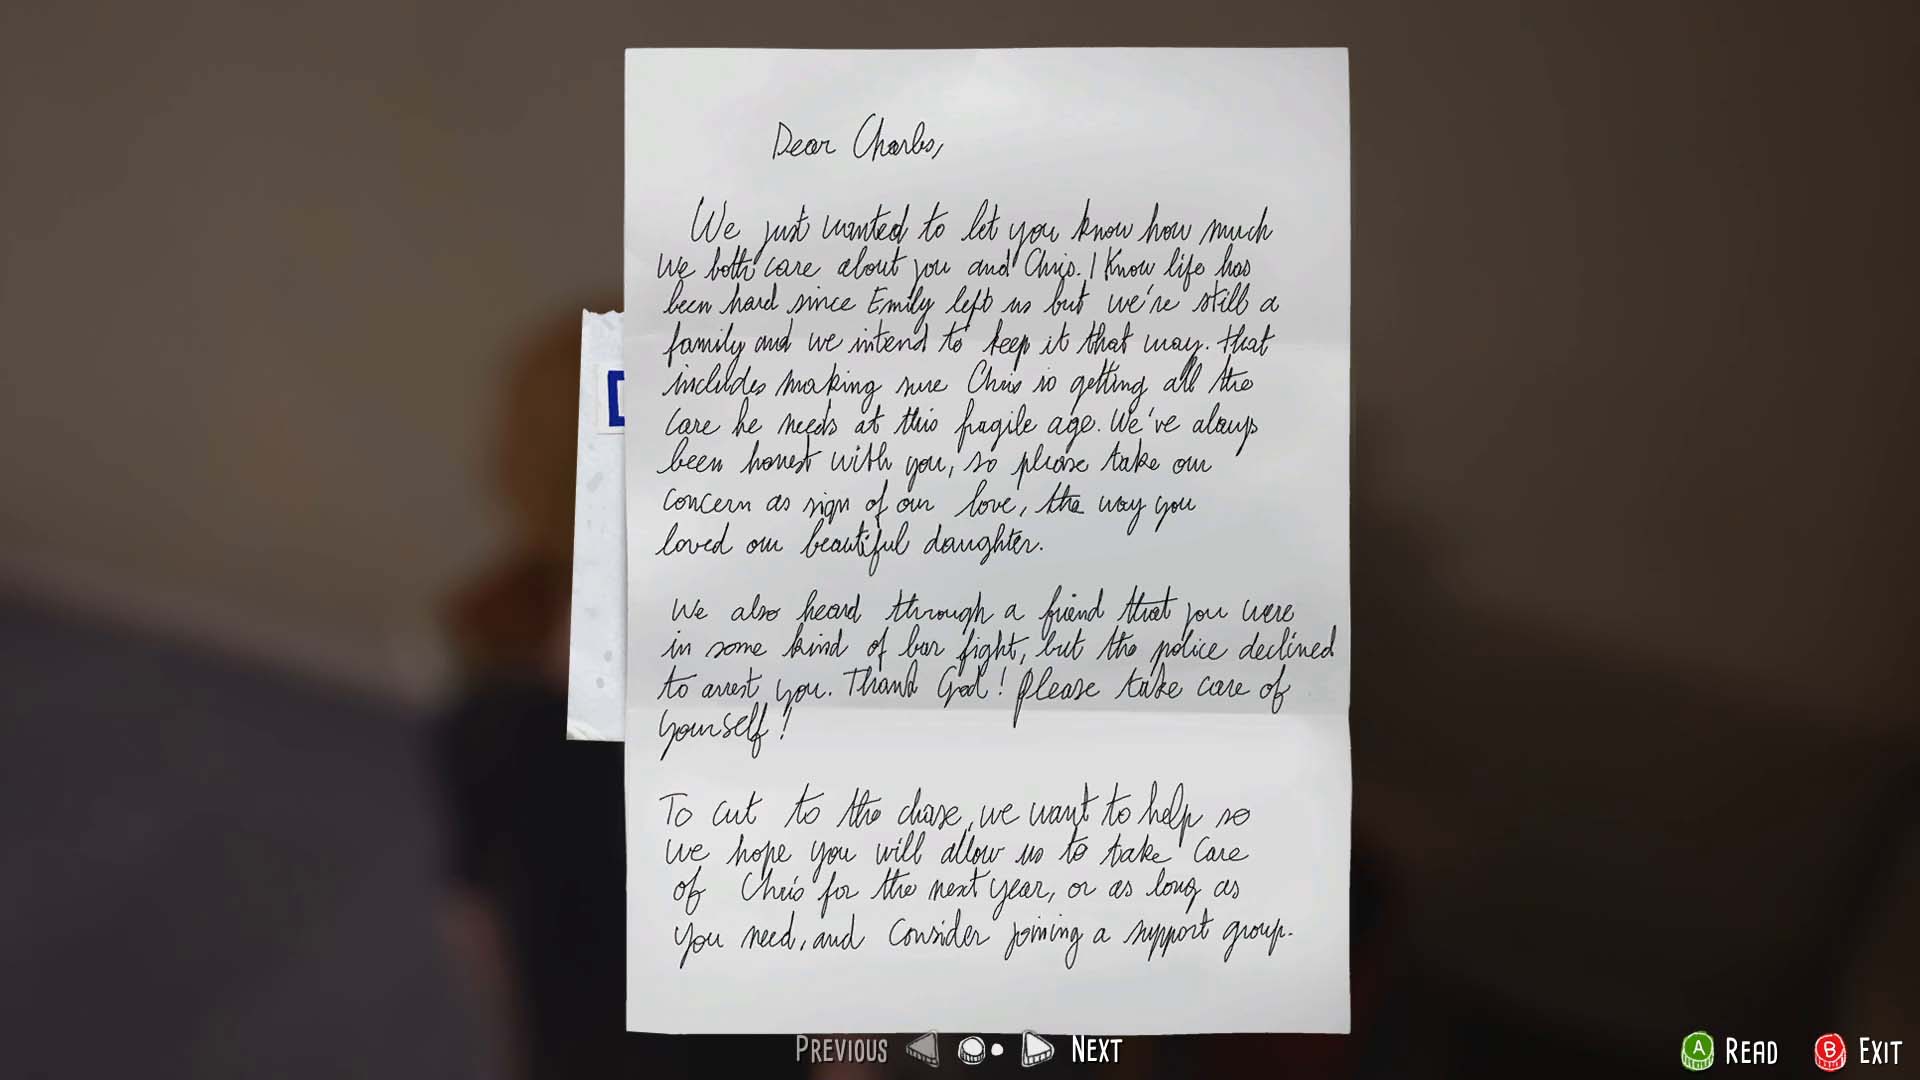 Dear Charles,
We just wanted to let you know how much
We both care about you and Chris. I Know life has
been hard since Emily left us but we're still a
family and we intend to keep it that way. that
includes making sure Chris is getting all the
care he needs at this fragile age. We've always
been honest with you, so please take our
concern as sign of our love, the way you
loved our beautiful daughter.
We also heard through a friend that you were
in some kind of bar fight, but the police declined
to arrest you. Thank God! please take care of
yourself!
To cut to the chase, we want to help so
we hope you will allow us to take care
of Chris for the next year, or as long as
you need, and consider joining a support group.
PREVIOUS NEXT
A READ B EXIT